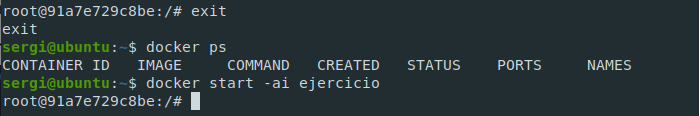 root@91a7e729c8be:/# exit
exit
sergi@ubuntu:~$ docker ps
CONTAINER ID   IMAGE     COMMAND   CREATED   STATUS    PORTS     NAMES
sergi@ubuntu:~$ docker start -ai ejercicio
root@91a7e729c8be:/#